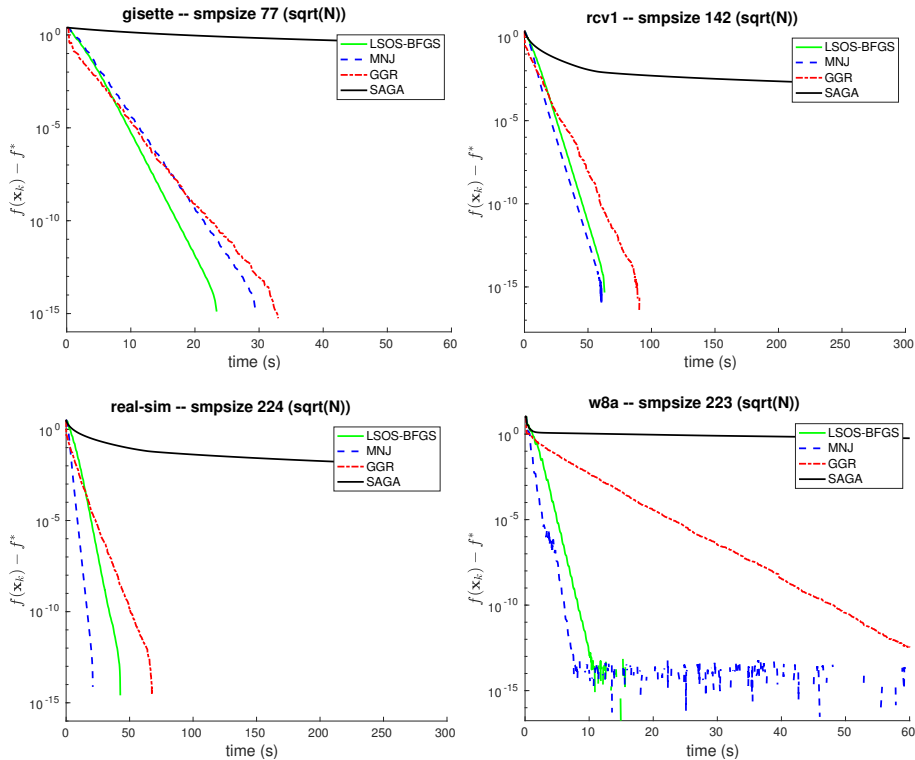 gisette -- smpsize 77 (sqrt(N))
10^0
10^-5
10^-10
10^-15
f(x_k) − f*
LSOS-BFGS
MNJ
GGR
SAGA
0 10 20 30 40 50 60
time (s)
rcv1 -- smpsize 142 (sqrt(N))
10^0
10^-5
10^-10
10^-15
f(x_k) − f*
LSOS-BFGS
MNJ
GGR
SAGA
0 50 100 150 200 250 300
time (s)
real-sim -- smpsize 224 (sqrt(N))
10^0
10^-5
10^-10
10^-15
f(x_k) − f*
LSOS-BFGS
MNJ
GGR
SAGA
0 50 100 150 200 250 300
time (s)
w8a -- smpsize 223 (sqrt(N))
10^0
10^-5
10^-10
10^-15
f(x_k) − f*
LSOS-BFGS
MNJ
GGR
SAGA
0 10 20 30 40 50 60
time (s)